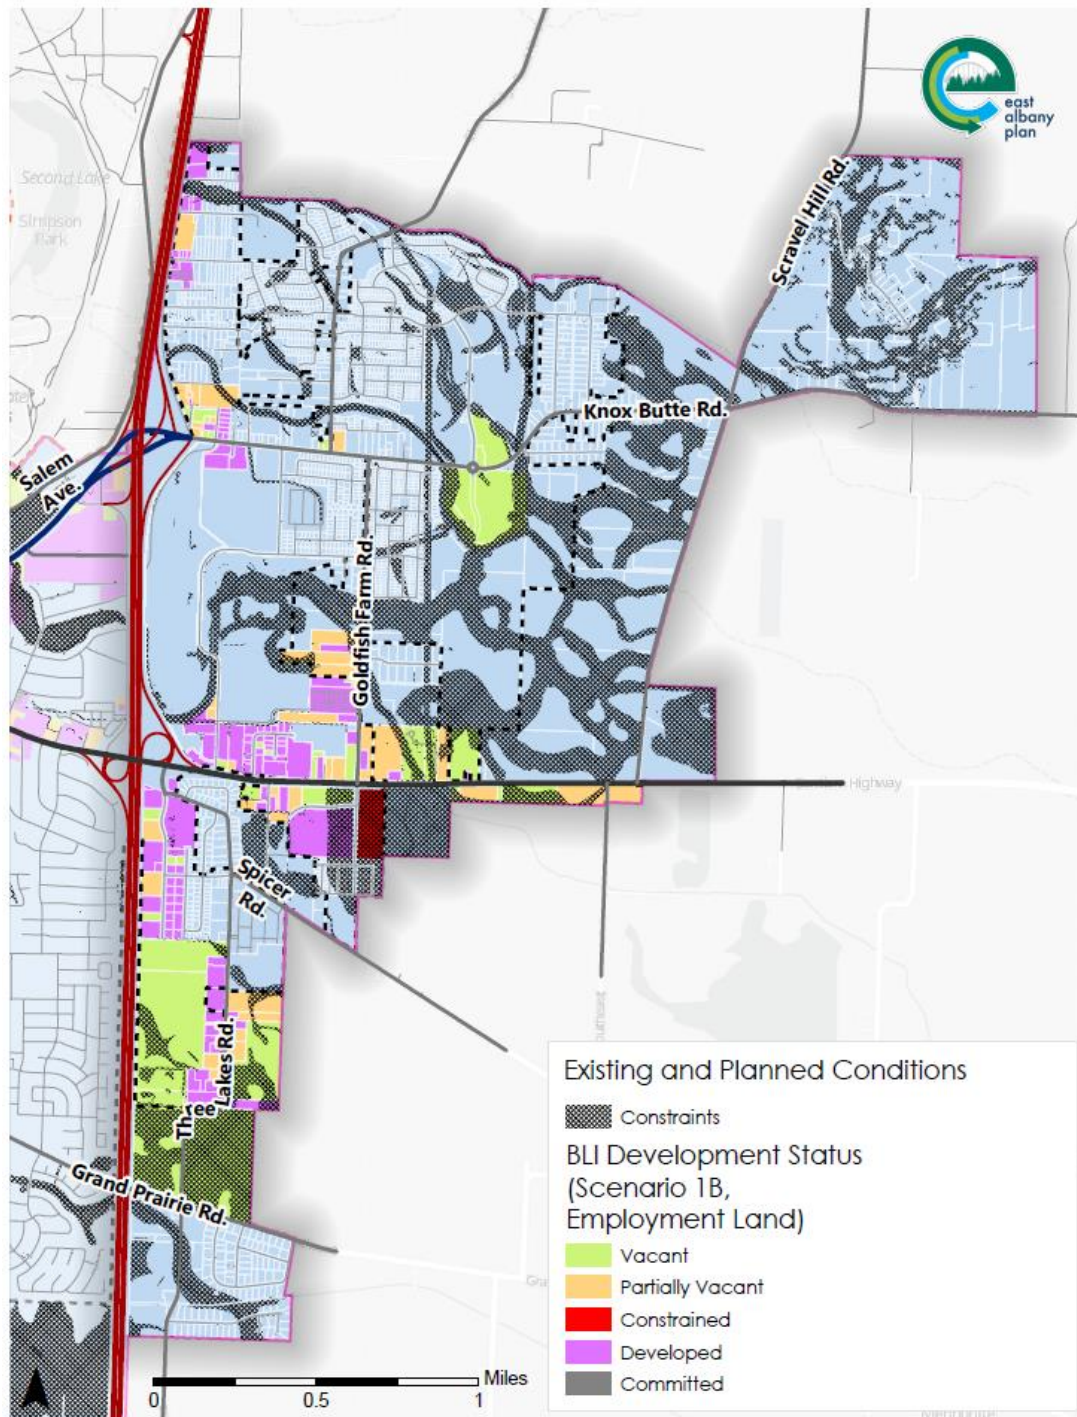 east
albany
plan
Second Lake
Simpson
Park
Scravel Hill Rd.
Knox Butte Rd.
Salem
Ave.
Goldfish Farm Rd.
Highway
Spicer
Rd.
Three Lakes Rd.
Grand Prairie Rd.
Existing and Planned Conditions
Constraints
BLI Development Status
(Scenario 1B,
Employment Land)
Vacant
Partially Vacant
Constrained
Developed
Committed
Miles
0 0.5 1